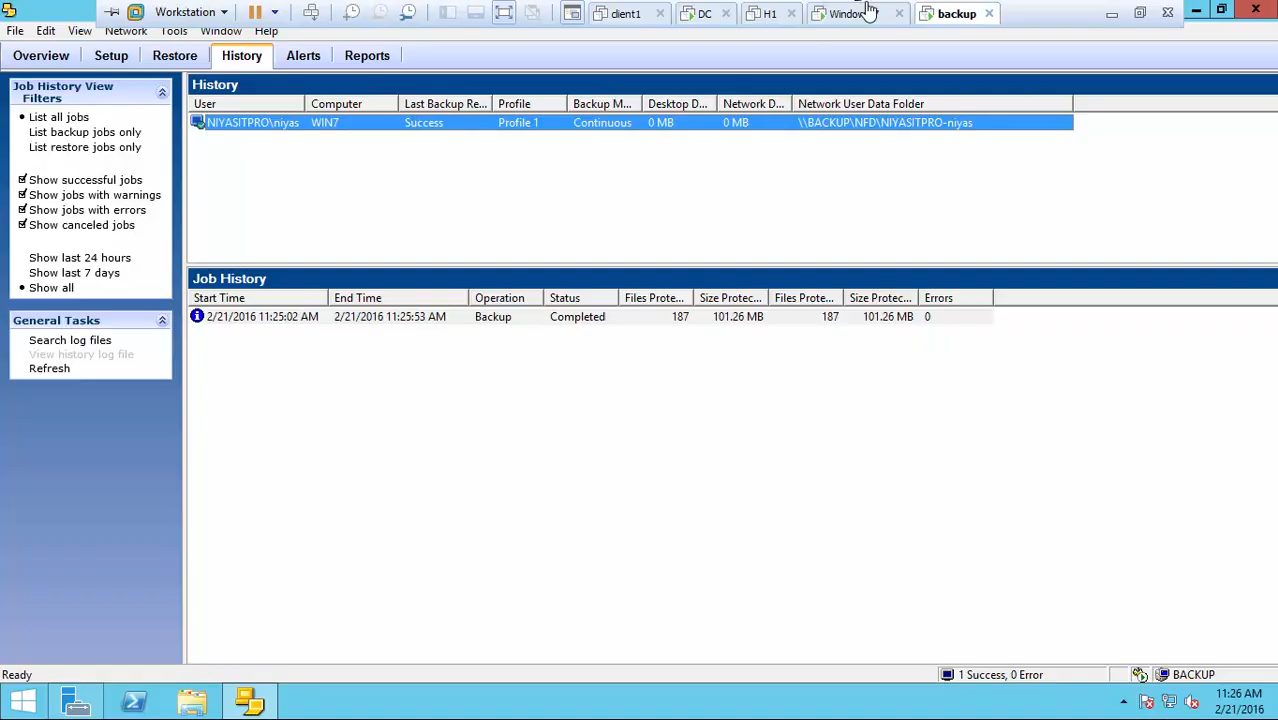 Workstation client1 DC H1 Window backup
File Edit View Network Tools Window Help
Overview Setup Restore History Alerts Reports
Job History View Filters
List all jobs
List backup jobs only
List restore jobs only
Show successful jobs
Show jobs with warnings
Show jobs with errors
Show canceled jobs
Show last 24 hours
Show last 7 days
Show all
General Tasks
Search log files
View history log file
Refresh
History
User Computer Last Backup Re... Profile Backup M... Desktop D... Network D... Network User Data Folder
NIYASITPRO\niyas WIN7 Success Profile 1 Continuous 0 MB 0 MB \\BACKUP\NFD\NIYASITPRO-niyas
Job History
Start Time End Time Operation Status Files Prote... Size Protec... Files Prote... Size Protec... Errors
2/21/2016 11:25:02 AM 2/21/2016 11:25:53 AM Backup Completed 187 101.26 MB 187 101.26 MB 0
Ready 1 Success, 0 Error BACKUP
11:26 AM
2/21/2016